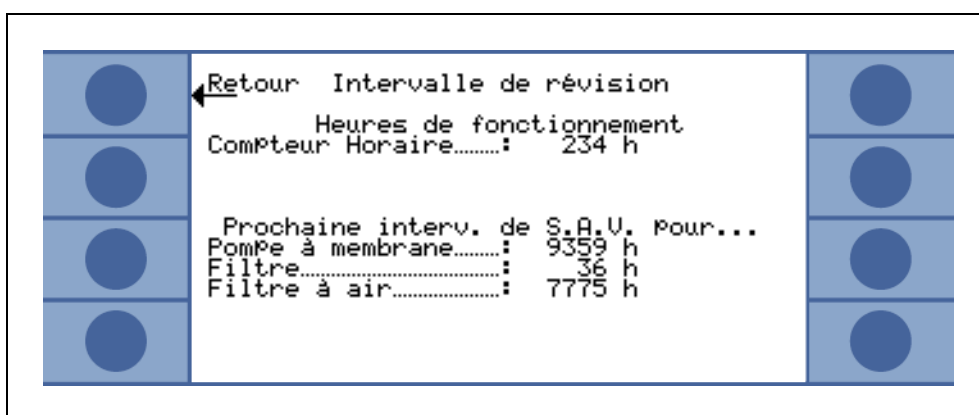 Retour Intervalle de révision
Heures de fonctionnement
Compteur Horaire........: 234 h
Prochaine interv. de S.A.V. pour...
Pompe à membrane........: 9359 h
Filtre..................................: 36 h
Filtre à air....................: 7775 h